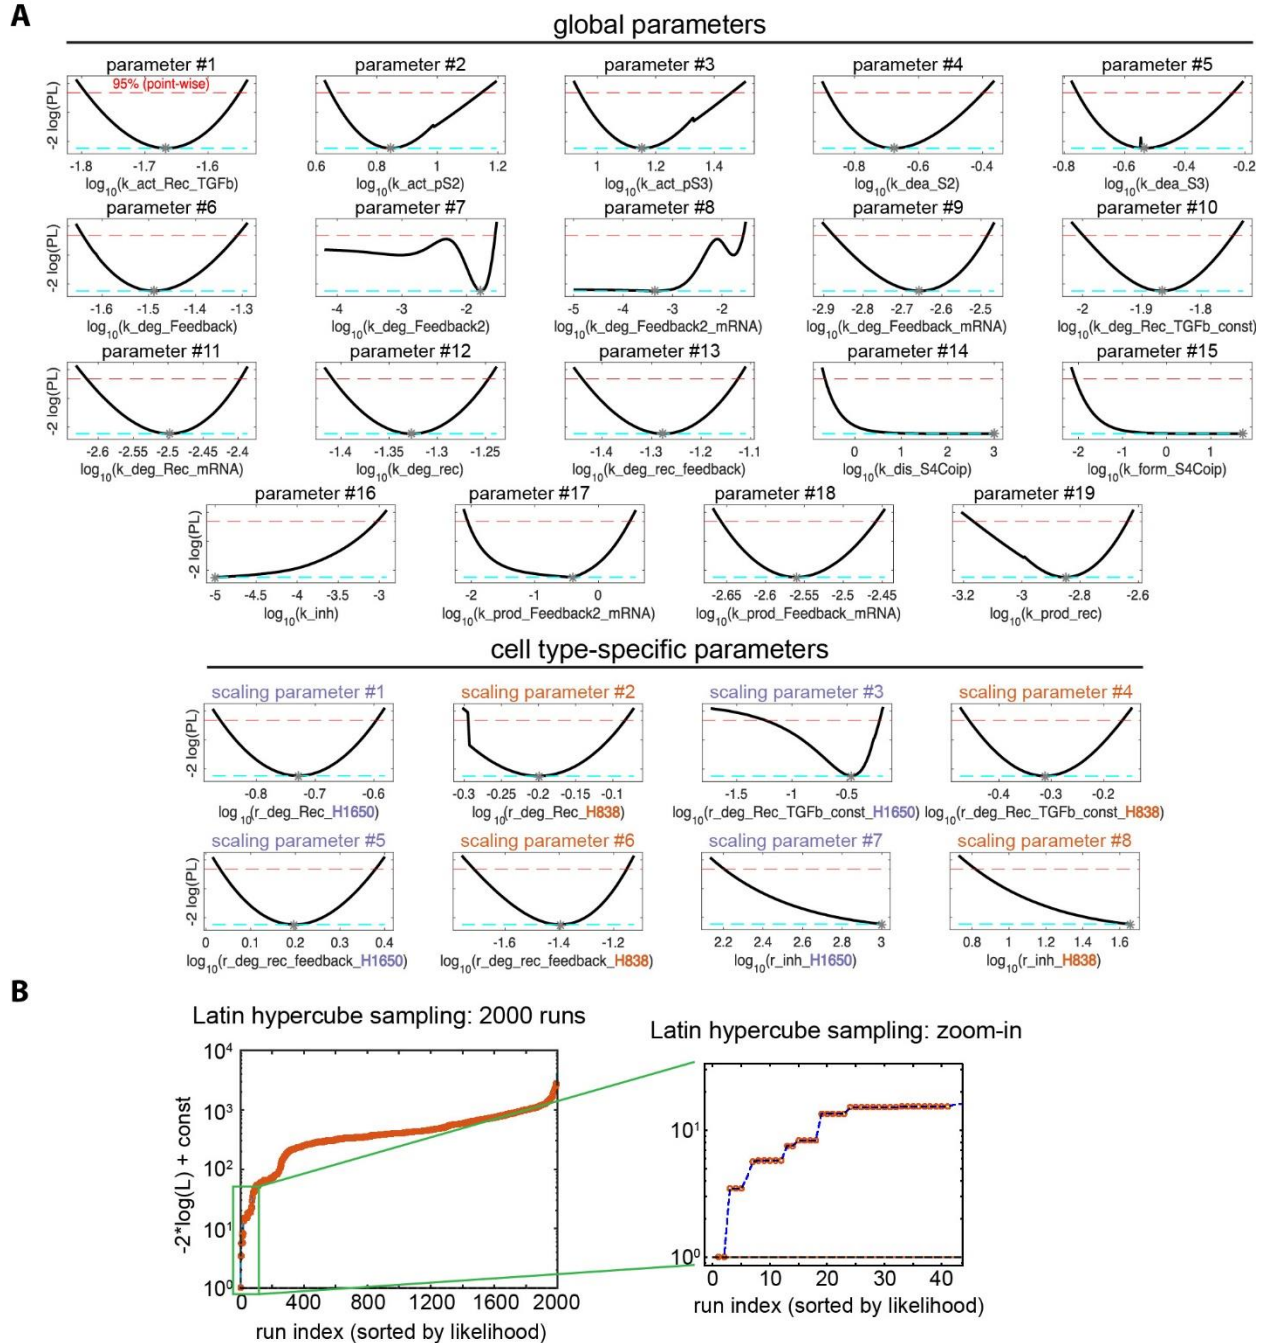 A
global parameters
parameter #1 parameter #2 parameter #3 parameter #4 parameter #5
95% (point-wise)
-2 log(PL)
-1.8 -1.7 -1.6 0.6 0.8 1 1.2 1 1.2 1.4 -0.8 -0.6 -0.4 -0.8 -0.6 -0.4 -0.2
log10(k_act_Rec_TGFb) log10(k_act_pS2) log10(k_act_pS3) log10(k_dea_S2) log10(k_dea_S3)
parameter #6 parameter #7 parameter #8 parameter #9 parameter #10
-2 log(PL)
-1.6 -1.5 -1.4 -1.3 -4 -3 -2 -5 -4 -3 -2 -2.9 -2.8 -2.7 -2.6 -2.5 -2 -1.9 -1.8
log10(k_deg_Feedback) log10(k_deg_Feedback2) log10(k_deg_Feedback2_mRNA) log10(k_deg_Feedback_mRNA) log10(k_deg_Rec_TGFb_const)
parameter #11 parameter #12 parameter #13 parameter #14 parameter #15
-2 log(PL)
-2.6 -2.55 -2.5 -2.45 -2.4 -1.4 -1.35 -1.3 -1.25 -1.4 -1.3 -1.2 -1.1 0 1 2 3 -2 -1 0 1
log10(k_deg_Rec_mRNA) log10(k_deg_rec) log10(k_deg_rec_feedback) log10(k_dis_S4Coip) log10(k_form_S4Coip)
parameter #16 parameter #17 parameter #18 parameter #19
-2 log(PL)
-5 -4.5 -4 -3.5 -3 -2 -1 0 -2.65 -2.6 -2.55 -2.5 -2.45 -3.2 -3 -2.8 -2.6
log10(k_inh) log10(k_prod_Feedback2_mRNA) log10(k_prod_Feedback_mRNA) log10(k_prod_rec)
cell type-specific parameters
scaling parameter #1 scaling parameter #2 scaling parameter #3 scaling parameter #4
-2 log(PL)
-0.8 -0.7 -0.6 -0.3 -0.25 -0.2 -0.15 -0.1 -1.5 -1 -0.5 -0.4 -0.3 -0.2
log10(r_deg_Rec_H1650) log10(r_deg_Rec_H838) log10(r_deg_Rec_TGFb_const_H1650) log10(r_deg_Rec_TGFb_const_H838)
scaling parameter #5 scaling parameter #6 scaling parameter #7 scaling parameter #8
-2 log(PL)
0 0.1 0.2 0.3 0.4 -1.6 -1.4 -1.2 2.2 2.4 2.6 2.8 3 0.8 1 1.2 1.4 1.6
log10(r_deg_rec_feedback_H1650) log10(r_deg_rec_feedback_H838) log10(r_inh_H1650) log10(r_inh_H838)
B
Latin hypercube sampling: 2000 runs
-2*log(L) + const
10^4
10^3
10^2
10^1
10^0
0 400 800 1200 1600 2000
run index (sorted by likelihood)
Latin hypercube sampling: zoom-in
10^1
10^0
0 10 20 30 40
run index (sorted by likelihood)